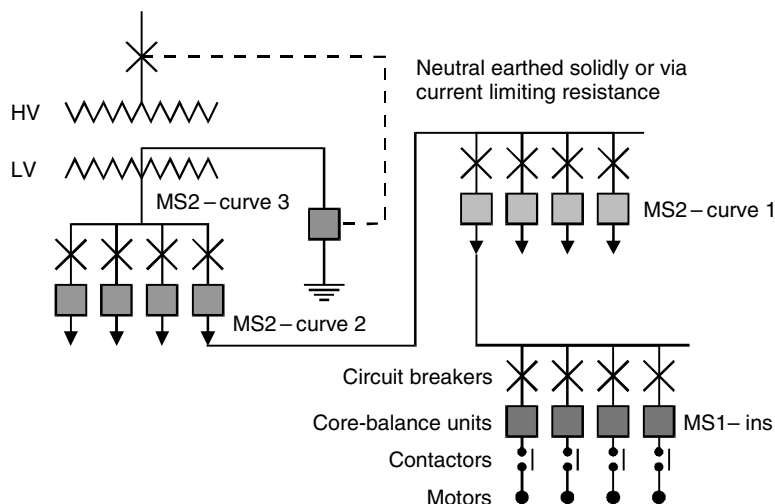 Neutral earthed solidly or via
current limiting resistance
HV
LV
MS2 – curve 3
MS2 – curve 1
MS2 – curve 2
Circuit breakers
Core-balance units
MS1 – ins
Contactors
Motors